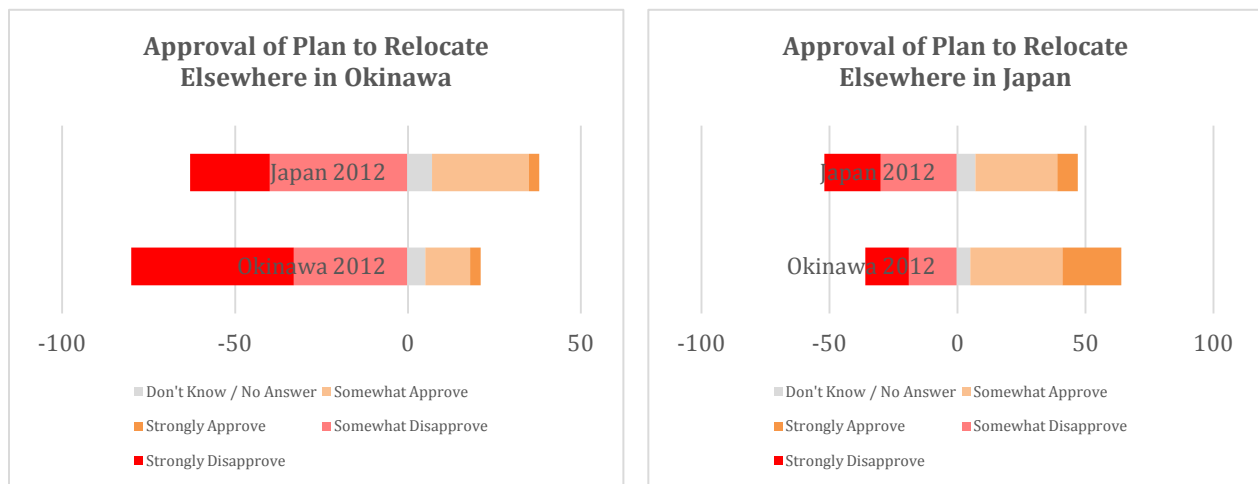 Approval of Plan to Relocate
Elsewhere in Okinawa
Japan 2012
Okinawa 2012
-100 -50 0 50
Don't Know / No Answer Somewhat Approve
Strongly Approve Somewhat Disapprove
Strongly Disapprove
Approval of Plan to Relocate
Elsewhere in Japan
Japan 2012
Okinawa 2012
-100 -50 0 50 100
Don't Know / No Answer Somewhat Approve
Strongly Approve Somewhat Disapprove
Strongly Disapprove